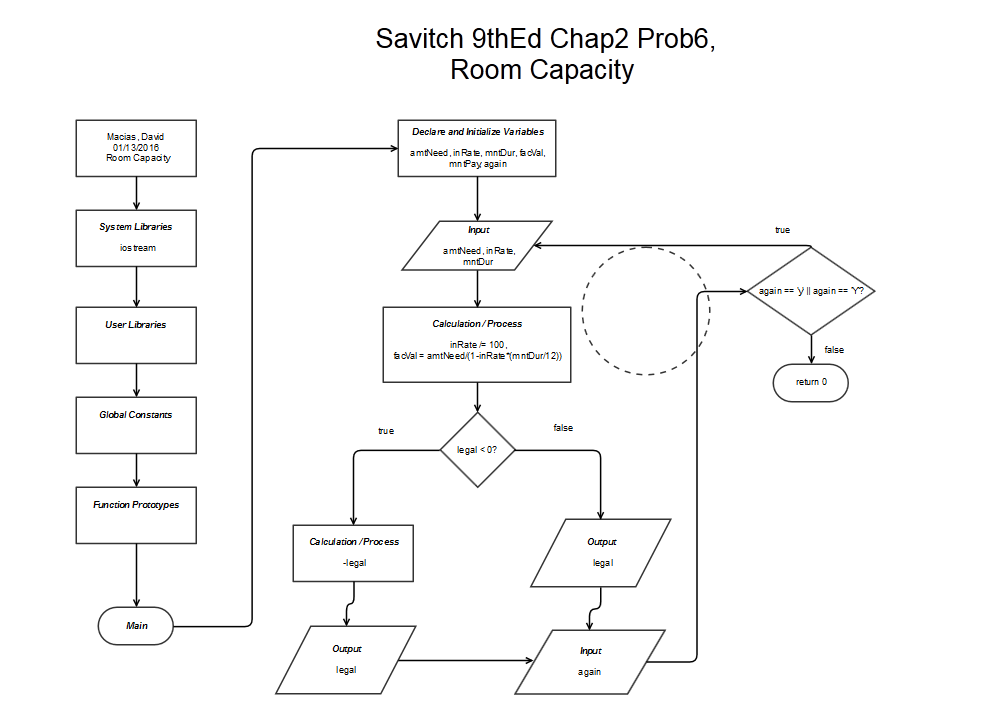 Savitch 9thEd Chap2 Prob6,
Room Capacity
Macias, David
01/13/2016
Room Capacity
System Libraries
iostream
User Libraries
Global Constants
Function Prototypes
Main
Declare and Initialize Variables
amtNeed, inRate, mntDur, facVal,
mntPay, again
Input
amtNeed, inRate,
mntDur
Calculation / Process
inRate /= 100,
facVal = amtNeed/(1-inRate*(mntDur/12))
legal < 0?
true
false
Calculation / Process
-legal
Output
legal
Output
legal
Input
again
again == 'y' || again == 'Y'?
true
false
return 0